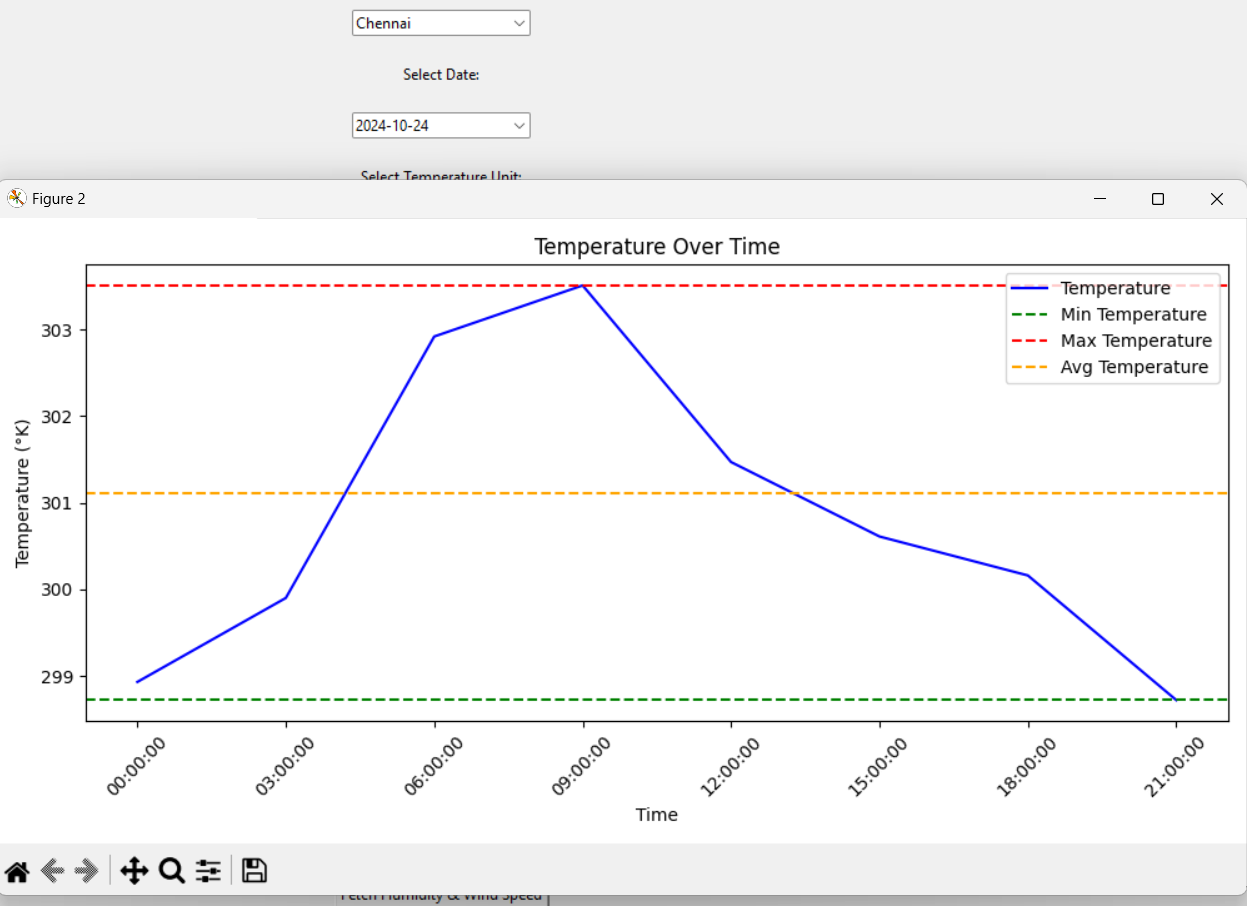 Chennai
Select Date:
2024-10-24
Select Temperature Unit:
Figure 2
Temperature Over Time
Temperature
Min Temperature
Max Temperature
Avg Temperature
Temperature (°K)
303
302
301
300
299
00:00:00
03:00:00
06:00:00
09:00:00
12:00:00
15:00:00
18:00:00
21:00:00
Time
Fetch Humidity & Wind Speed